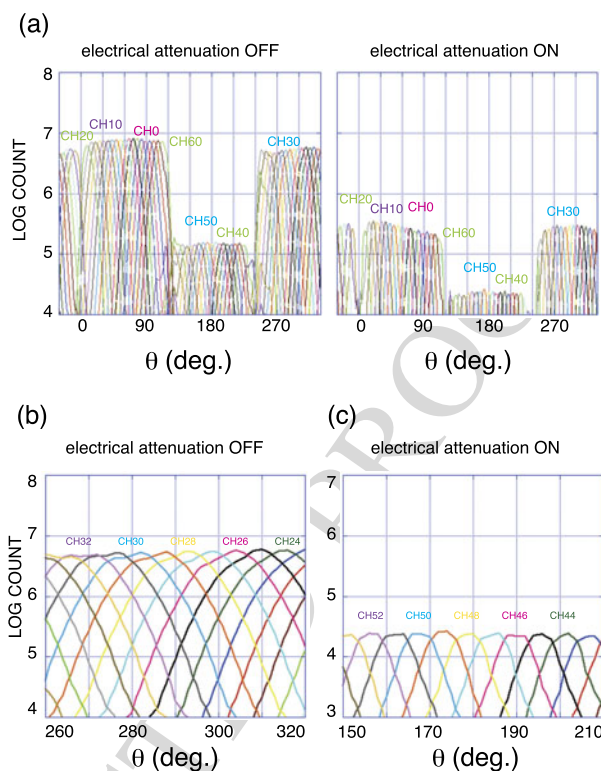 (a)
electrical attenuation OFF
electrical attenuation ON
8
7
6
5
4
LOG COUNT
CH20
CH10
CH0
CH60
CH50
CH40
CH30
0
90
180
270
θ (deg.)
CH20
CH10
CH0
CH60
CH50
CH40
CH30
0
90
180
270
θ (deg.)
(b)
electrical attenuation OFF
8
7
6
5
4
LOG COUNT
CH32
CH30
CH28
CH26
CH24
260
280
300
320
θ (deg.)
(c)
electrical attenuation ON
7
6
5
4
3
CH52
CH50
CH46
CH46
CH44
150
170
190
210
θ (deg.)